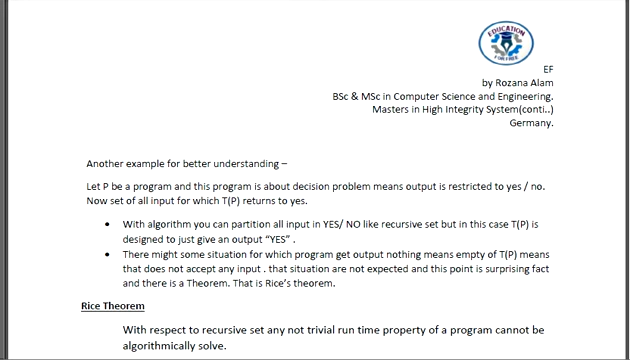 EDUCATION
FOR FREE
EF
by Rozana Alam
BSc & MSc in Computer Science and Engineering,
Masters in High Integrity System(conti..)
Germany.
Another example for better understanding –
Let P be a program and this program is about decision problem means output is restricted to yes / no.
Now set of all input for which T(P) returns to yes.
• With algorithm you can partition all input in YES/ NO like recursive set but in this case T(P) is
designed to just give an output “YES” .
• There might some situation for which program get output nothing means empty of T(P) means
that does not accept any input . that situation are not expected and this point is surprising fact
and there is a Theorem. That is Rice’s theorem.
Rice Theorem
With respect to recursive set any not trivial run time property of a program cannot be
algorithmically solve.